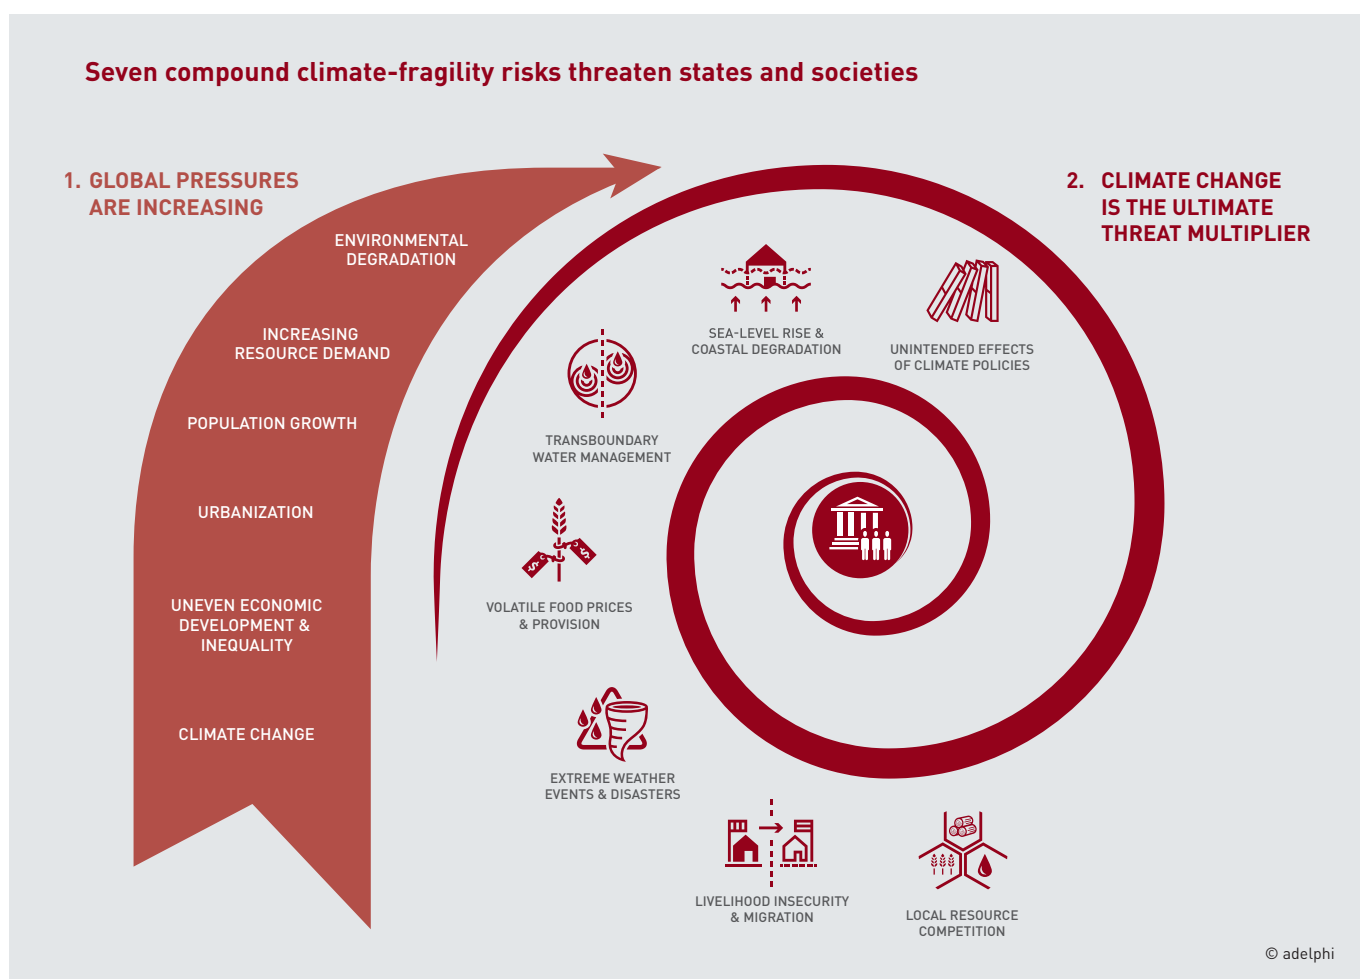 Seven compound climate-fragility risks threaten states and societies
1. GLOBAL PRESSURES
ARE INCREASING
ENVIRONMENTAL
DEGRADATION
INCREASING
RESOURCE DEMAND
POPULATION GROWTH
URBANIZATION
UNEVEN ECONOMIC
DEVELOPMENT &
INEQUALITY
CLIMATE CHANGE
2. CLIMATE CHANGE
IS THE ULTIMATE
THREAT MULTIPLIER
SEA-LEVEL RISE &
COASTAL DEGRADATION
UNINTENDED EFFECTS
OF CLIMATE POLICIES
TRANSBOUNDARY
WATER MANAGEMENT
$
$
VOLATILE FOOD PRICES
& PROVISION
EXTREME WEATHER
EVENTS & DISASTERS
LIVELIHOOD INSECURITY
& MIGRATION
LOCAL RESOURCE
COMPETITION
© adelphi